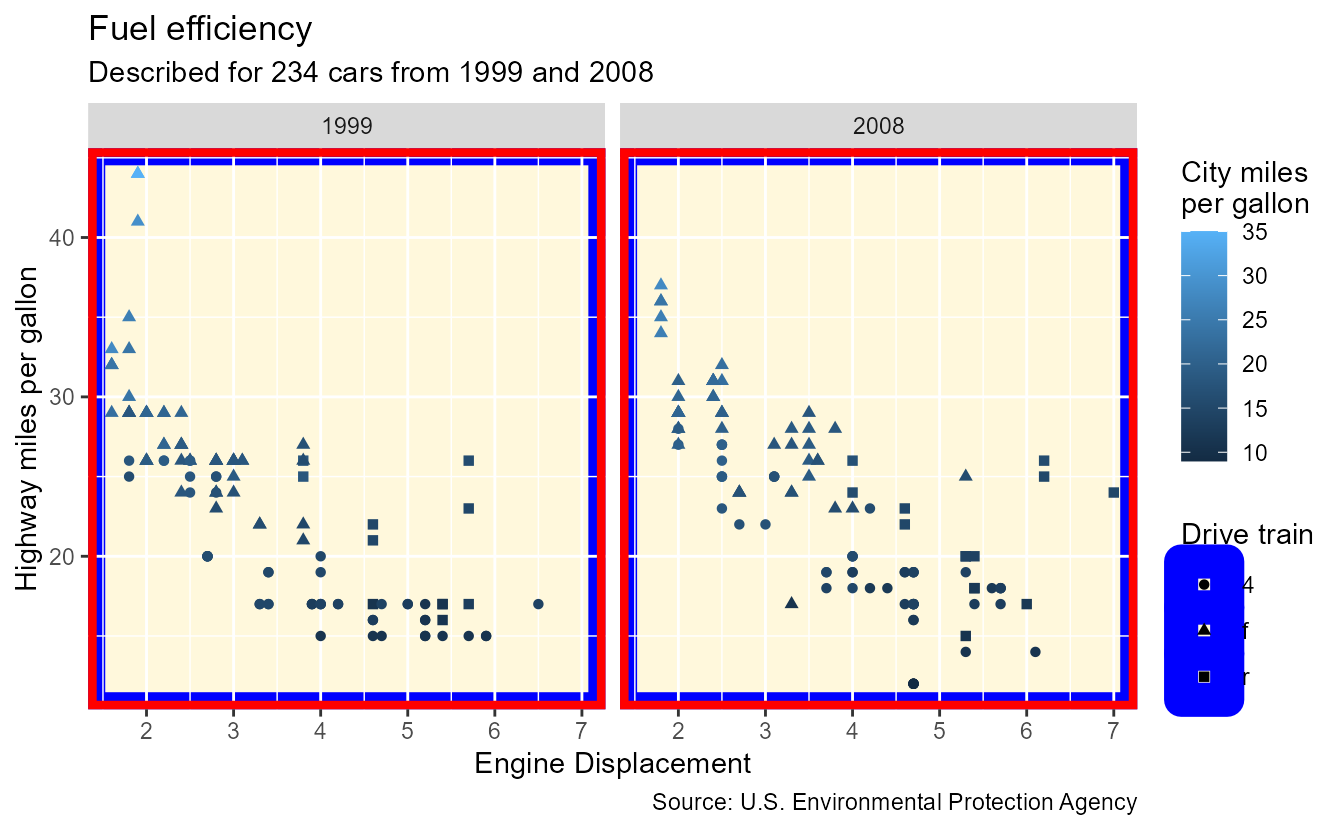 Fuel efficiency
Described for 234 cars from 1999 and 2008
1999
2008
40
30
20
Highway miles per gallon
2 3 4 5 6 7
2 3 4 5 6 7
Engine Displacement
Source: U.S. Environmental Protection Agency
City miles
per gallon
35
30
25
20
15
10
Drive train
4
f
r